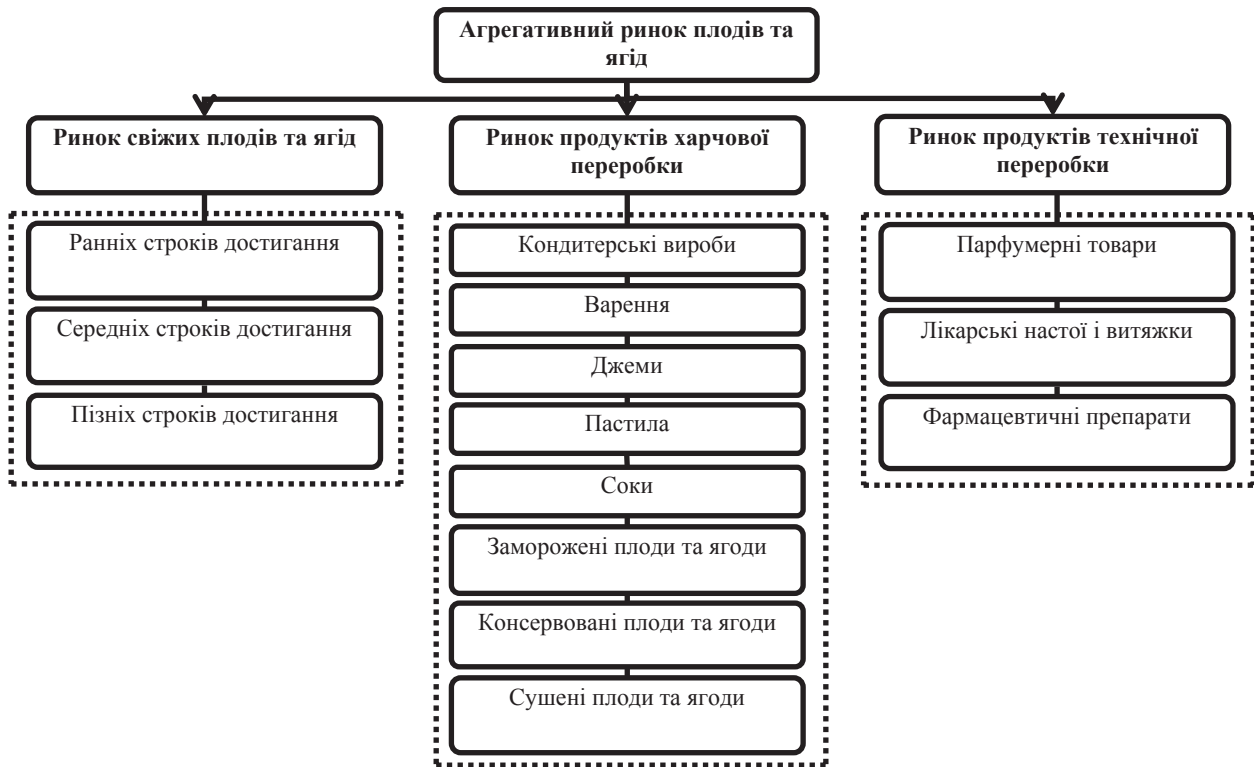 Агрегативний ринок плодів та
ягід
Ринок свіжих плодів та ягід
Ранніх строків достигання
Середніх строків достигання
Пізніх строків достигання
Ринок продуктів харчової
переробки
Кондитерські вироби
Варення
Джеми
Пастила
Соки
Заморожені плоди та ягоди
Консервовані плоди та ягоди
Сушені плоди та ягоди
Ринок продуктів технічної
переробки
Парфумерні товари
Лікарські настої і витяжки
Фармацевтичні препарати